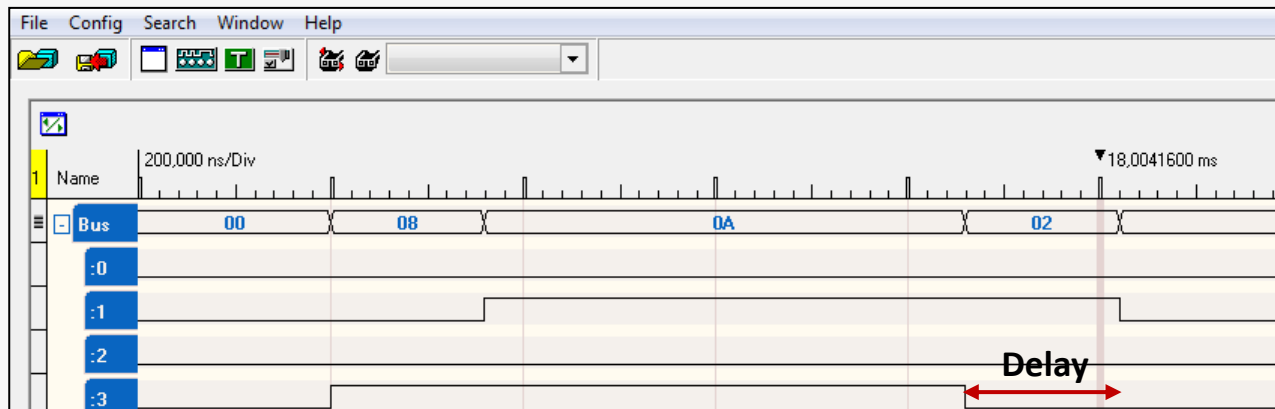 File Config Search Window Help
T
200,000 ns/Div
18,0041600 ms
1 Name
Bus 00 08 0A 02
:0
:1
:2
Delay
:3